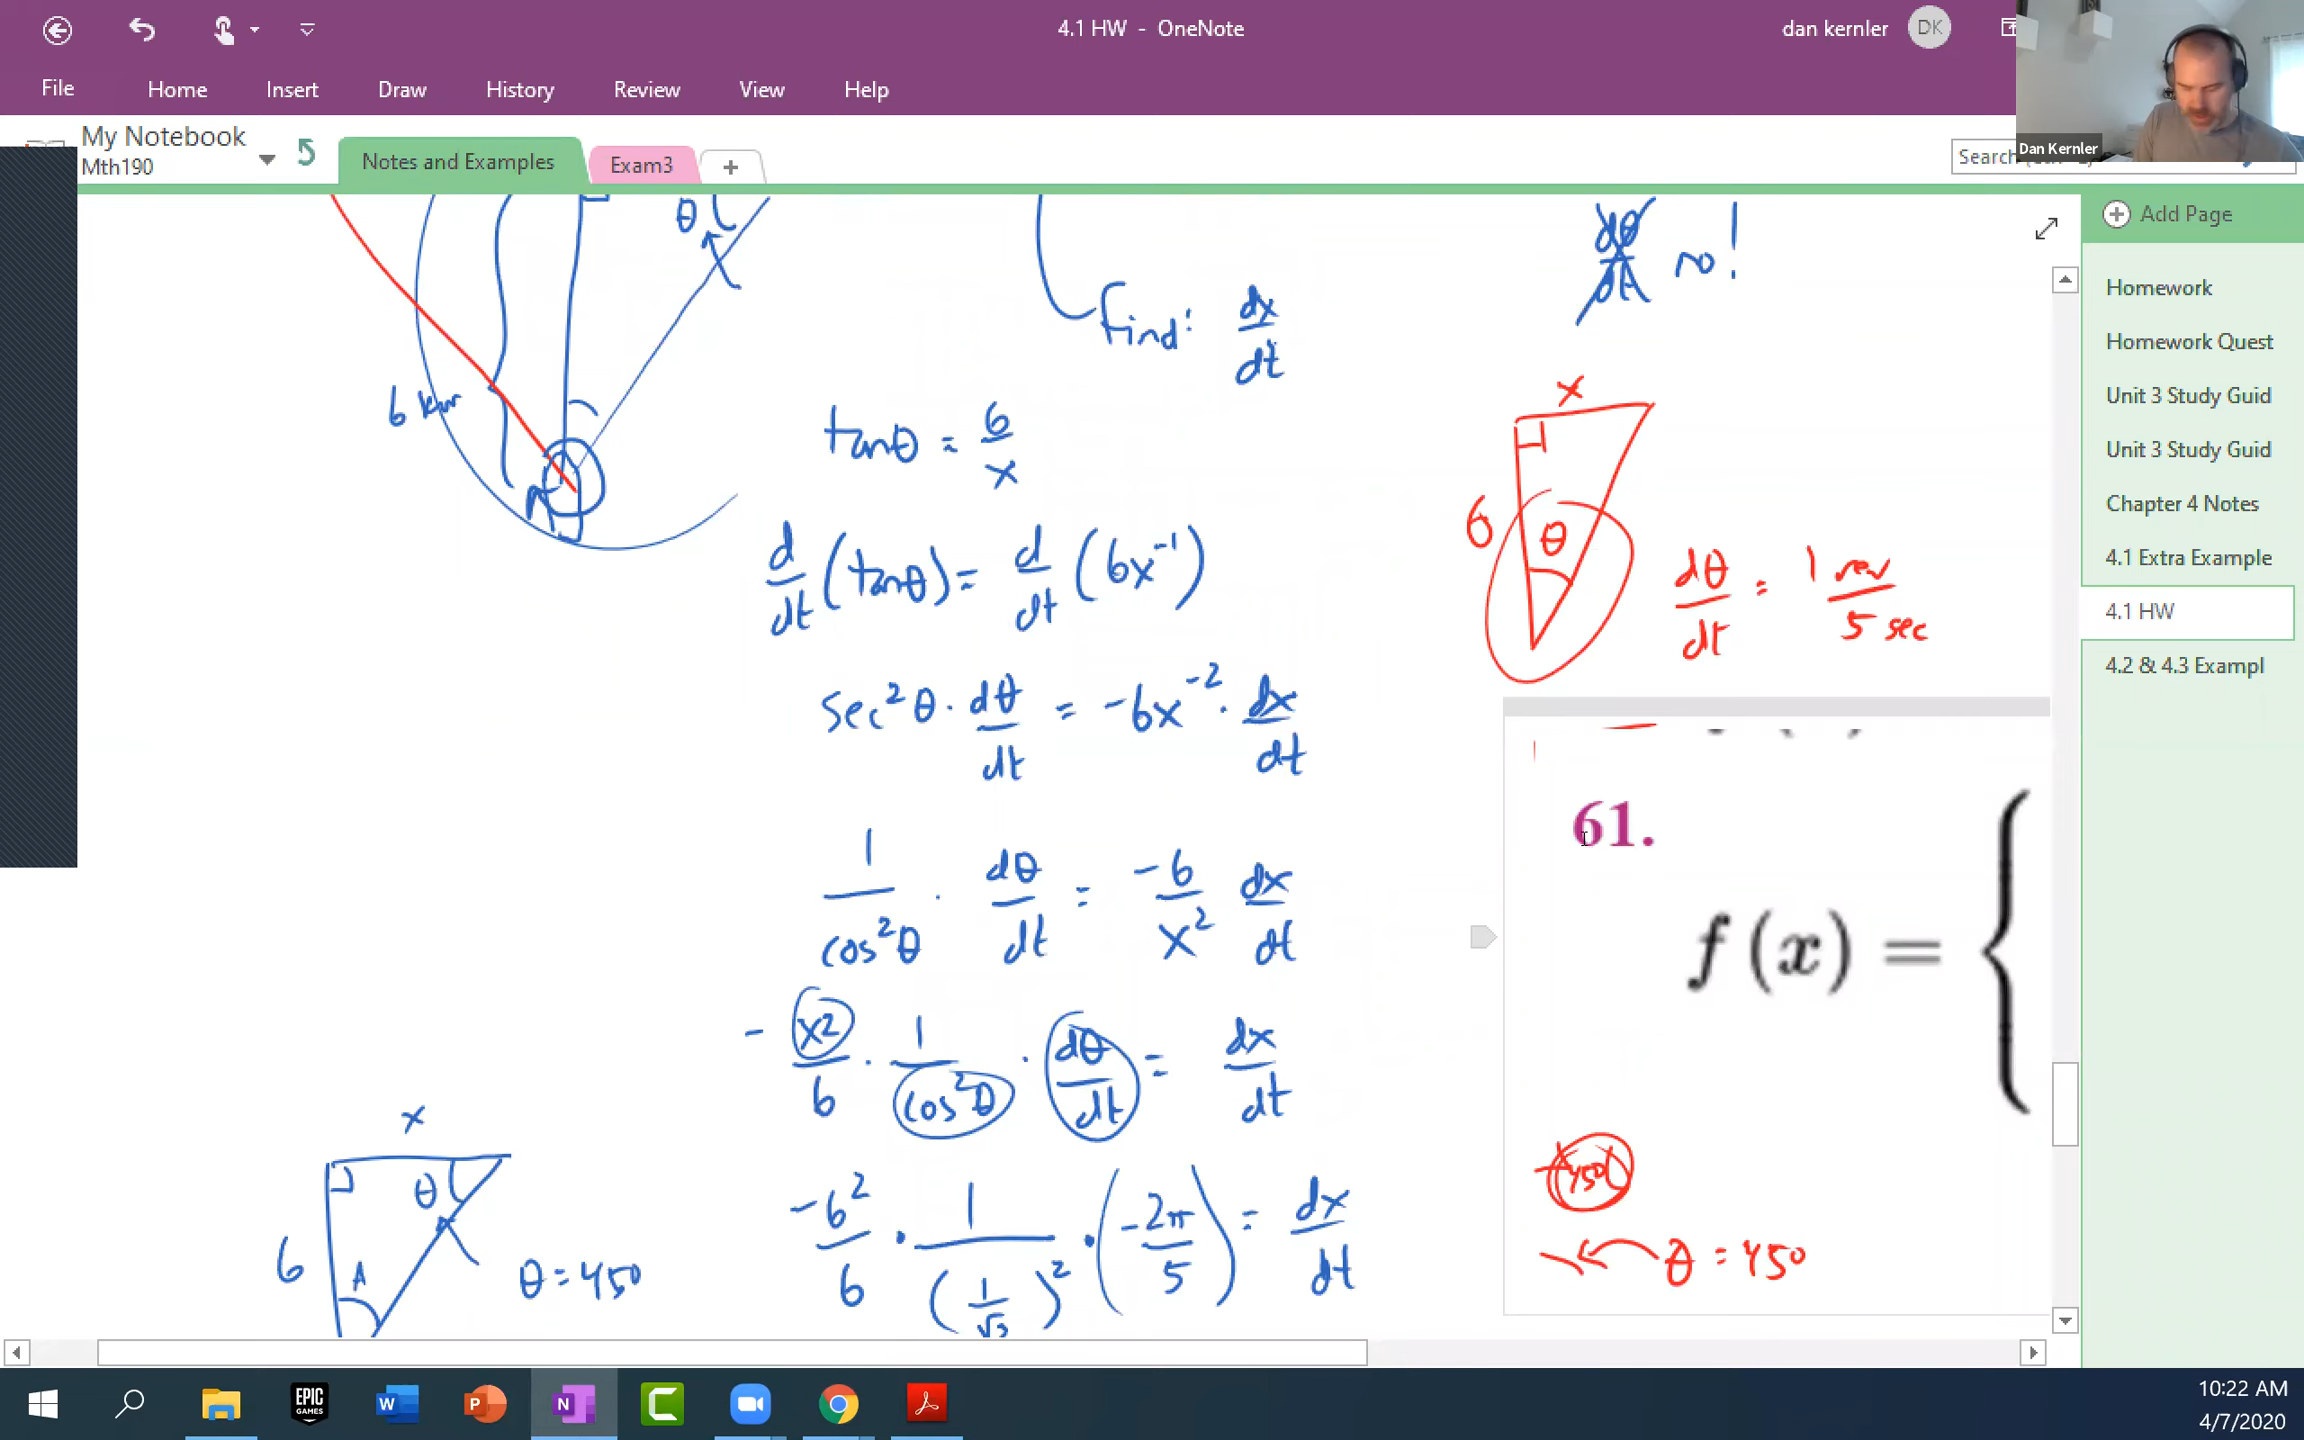 4.1 HW - OneNote
dan kernler
DK
File
Home
Insert
Draw
History
Review
View
Help
My Notebook
Mth190
Notes and Examples
Exam3
+
Search
Dan Kernler
Add Page
Homework
Homework Quest
Unit 3 Study Guid
Unit 3 Study Guid
Chapter 4 Notes
4.1 Extra Example
4.1 HW
4.2 & 4.3 Exampl
θ
6 km
Find: dx/dt
dθ/dA no!
tanθ = 6/x
d/dt (tanθ) = d/dt (6x⁻¹)
sec²θ · dθ/dt = -6x⁻² · dx/dt
1/cos²θ · dθ/dt = -6/x² dx/dt
- x²/6 · 1/cos²θ · dθ/dt = dx/dt
-6²/6 · 1/(1/√2)² · (-2π/5) = dx/dt
x
θ
6
A
θ = 45°
x
6
θ
dθ/dt = 1 rev/5 sec
61.
f(x) = {
45°
θ = 45°
EPIC
GAMES
W
P
N
C
10:22 AM
4/7/2020